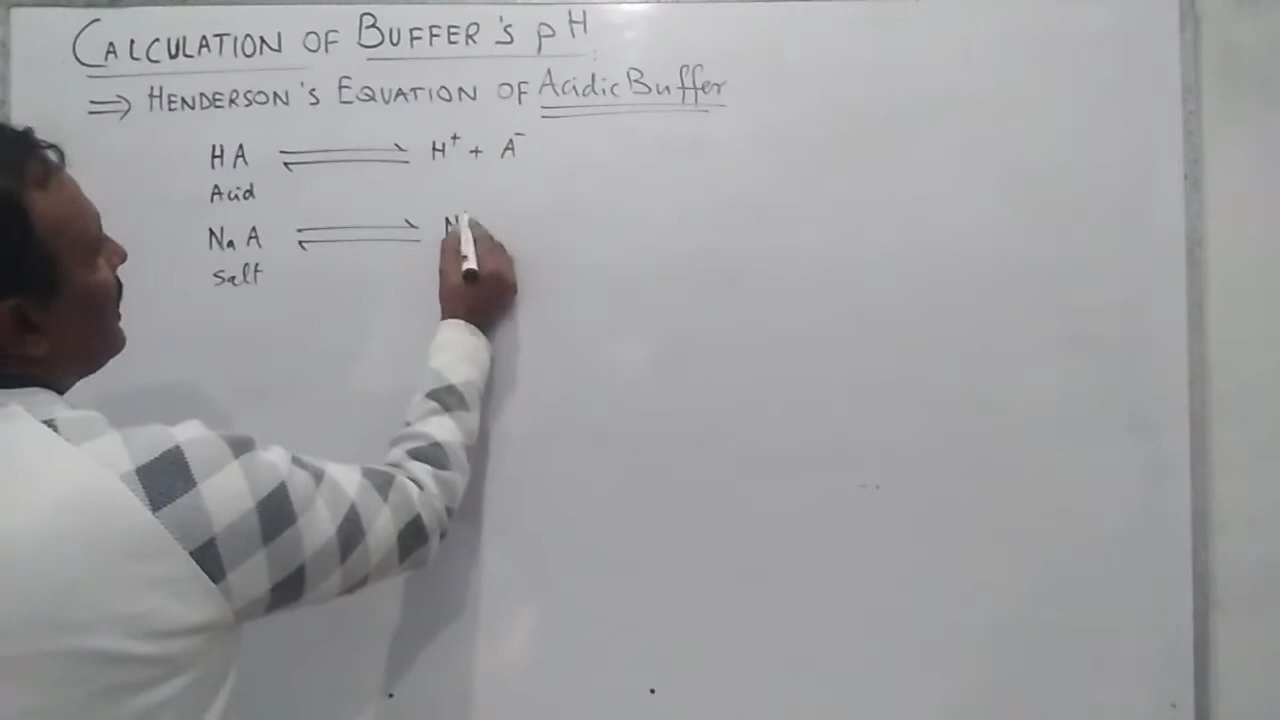 CALCULATION OF BUFFER'S pH
⇒ HENDERSON'S EQUATION OF Acidic Buffer
HA ⇌ H⁺ + A⁻
Acid
NaA ⇌ N
Salt